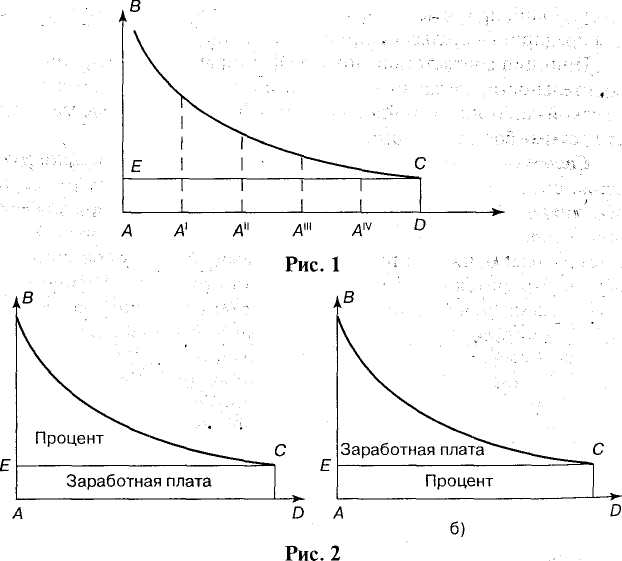 B
E
C
A A^I A^II A^III A^IV D
Рис. 1
B B
Процент
Заработная плата
C C
E E
Заработная плата Процент
A D A D
б)
Рис. 2